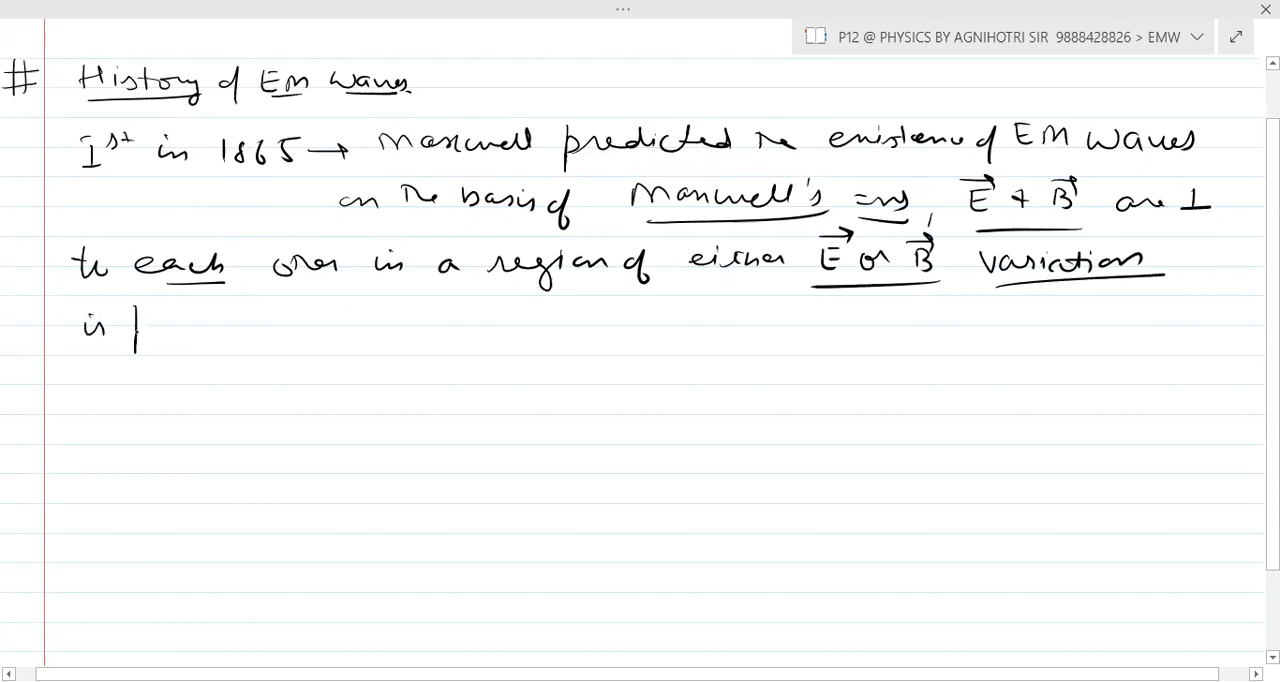 P12 @ PHYSICS BY AGNIHOTRI SIR 9888428826 > EMW
# History of EM Waves
Ist in 1865 → Maxwell predicted the existence of EM Waves
on the basis of Maxwell's =ns, E⃗ + B⃗ are ⊥
to each other in a region of either E⃗ or B⃗ variation
is